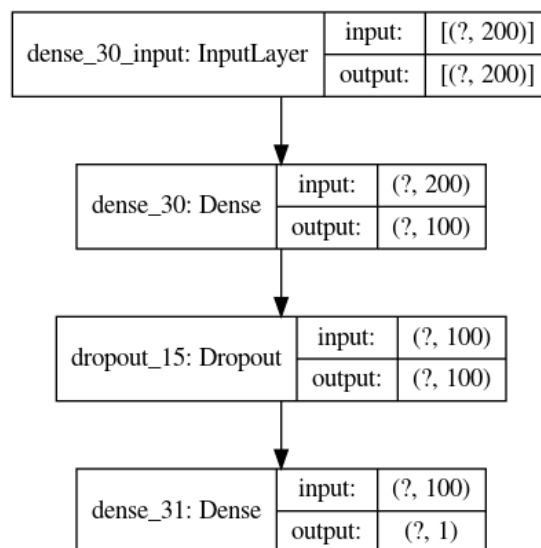 dense_30_input: InputLayer
input: [(?, 200)]
output: [(?, 200)]
dense_30: Dense
input: (?, 200)
output: (?, 100)
dropout_15: Dropout
input: (?, 100)
output: (?, 100)
dense_31: Dense
input: (?, 100)
output: (?, 1)